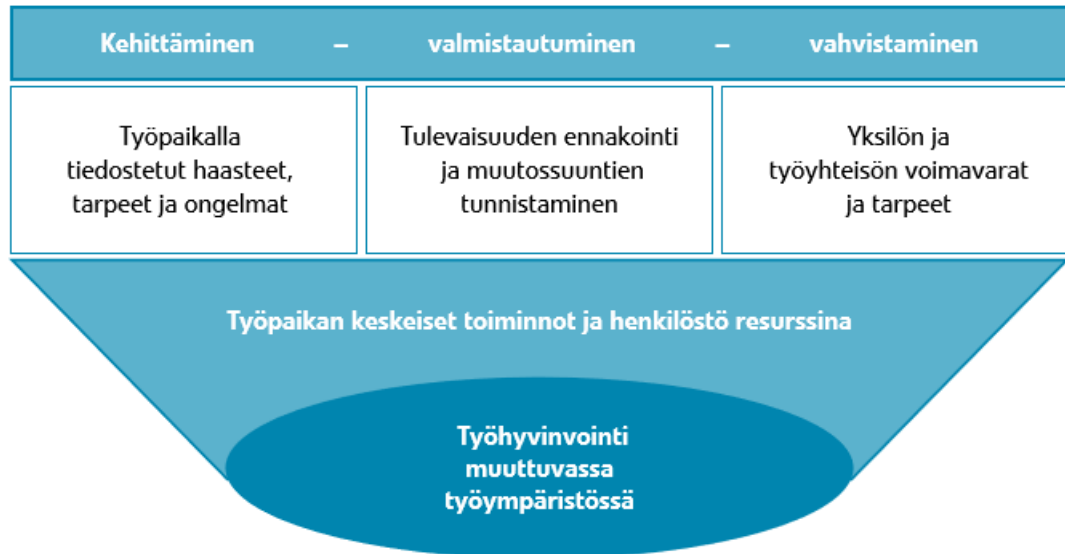 Kehittäminen – valmistautuminen – vahvistaminen
Työpaikalla
tiedostetut haasteet,
tarpeet ja ongelmat
Tulevaisuuden ennakointi
ja muutossuuntien
tunnistaminen
Yksilön ja
työyhteisön voimavarat
ja tarpeet
Työpaikan keskeiset toiminnot ja henkilöstö resurssina
Työhyvinvointi
muuttuvassa
työympäristössä